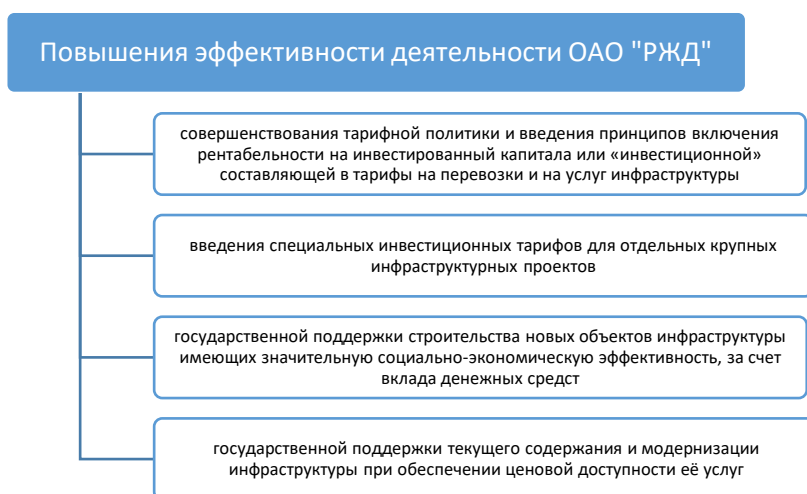 Повышения эффективности деятельности ОАО "РЖД"
совершенствования тарифной политики и введения принципов включения
рентабельности на инвестированный капитала или «инвестиционной»
составляющей в тарифы на перевозки и на услуг инфраструктуры
введения специальных инвестиционных тарифов для отдельных крупных
инфраструктурных проектов
государственной поддержки строительства новых объектов инфраструктуры
имеющих значительную социально-экономическую эффективность, за счет
вклада денежных средст
государственной поддержки текущего содержания и модернизации
инфраструктуры при обеспечении ценовой доступности её услуг